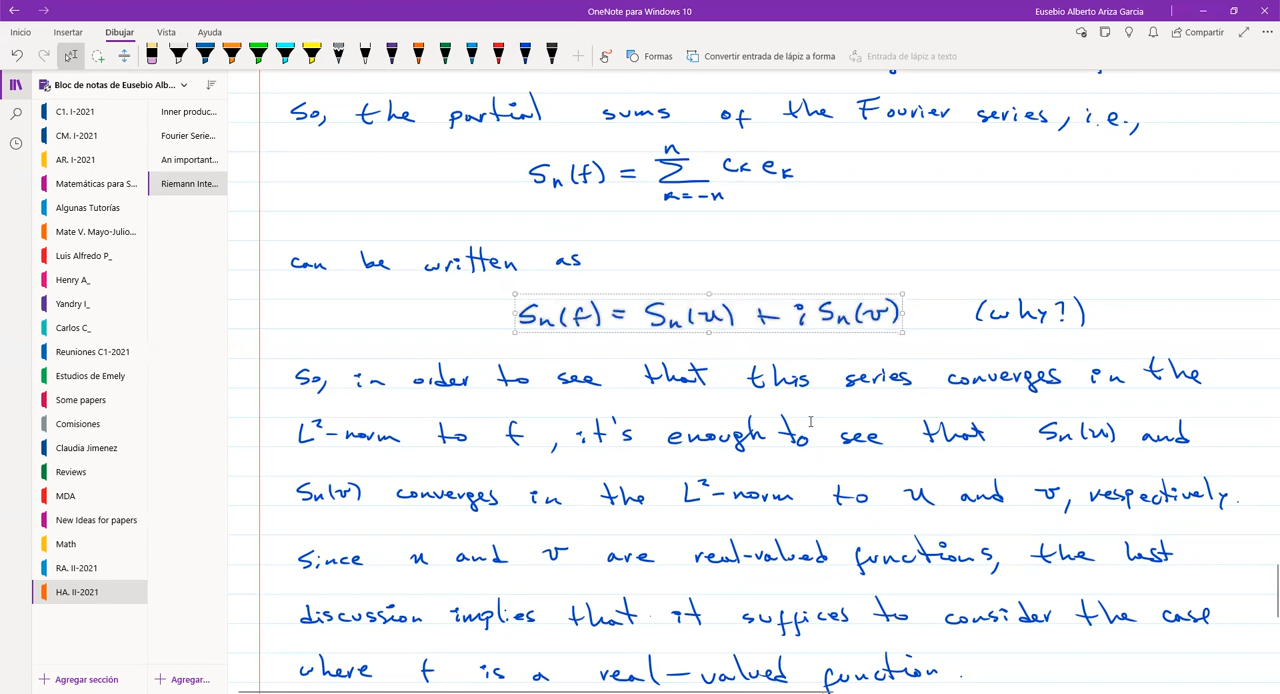 OneNote para Windows 10
Eusebio Alberto Ariza Garcia
Inicio Insertar Dibujar Vista Ayuda
Compartir
Formas Convertir entrada de lápiz a forma Entrada de lápiz a texto
Bloc de notas de Eusebio Alb...
C1. I-2021
CM. I-2021
AR. I-2021
Matemáticas para S...
Algunas Tutorías
Mate V. Mayo-Julio...
Luis Alfredo P_
Henry A_
Yandry I_
Carlos C_
Reuniones C1-2021
Estudios de Emely
Some papers
Comisiones
Claudia Jimenez
Reviews
MDA
New Ideas for papers
Math
RA. II-2021
HA. II-2021
Agregar sección
Inner produc...
Fourier Serie...
An important...
Riemann Inte...
Agregar...
So, the partial sums of the Fourier series, i.e.,
Sn(f) = n Σ k=-n ck ek
can be written as
Sn(f) = Sn(u) + i Sn(v) (why?)
So, in order to see that this series converges in the
L²-norm to f, it's enough to see that Sn(u) and
Sn(v) converges in the L²-norm to u and v, respectively.
Since u and v are real-valued functions, the last
discussion implies that it suffices to consider the case
where f is a real-valued function.